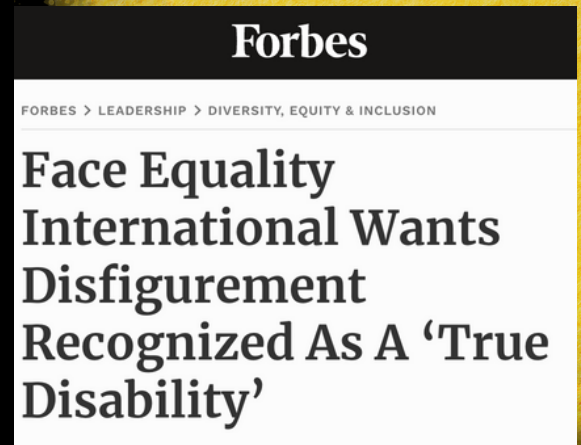 Forbes
FORBES > LEADERSHIP > DIVERSITY, EQUITY & INCLUSION
Face Equality
International Wants
Disfigurement
Recognized As A ‘True
Disability’